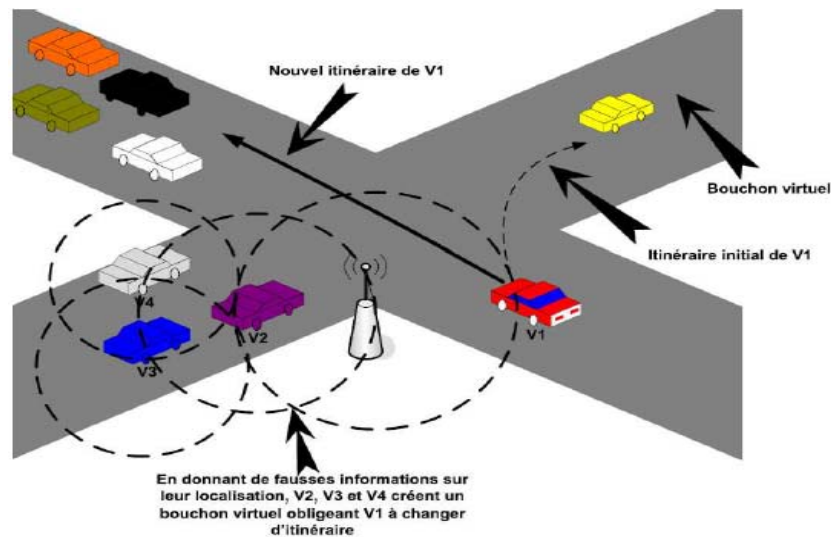 Nouvel itinéraire de V1
Bouchon virtuel
Itinéraire initial de V1
V4
V2
V1
V3
En donnant de fausses informations sur
leur localisation, V2, V3 et V4 créent un
bouchon virtuel obligeant V1 à changer
d'itinéraire